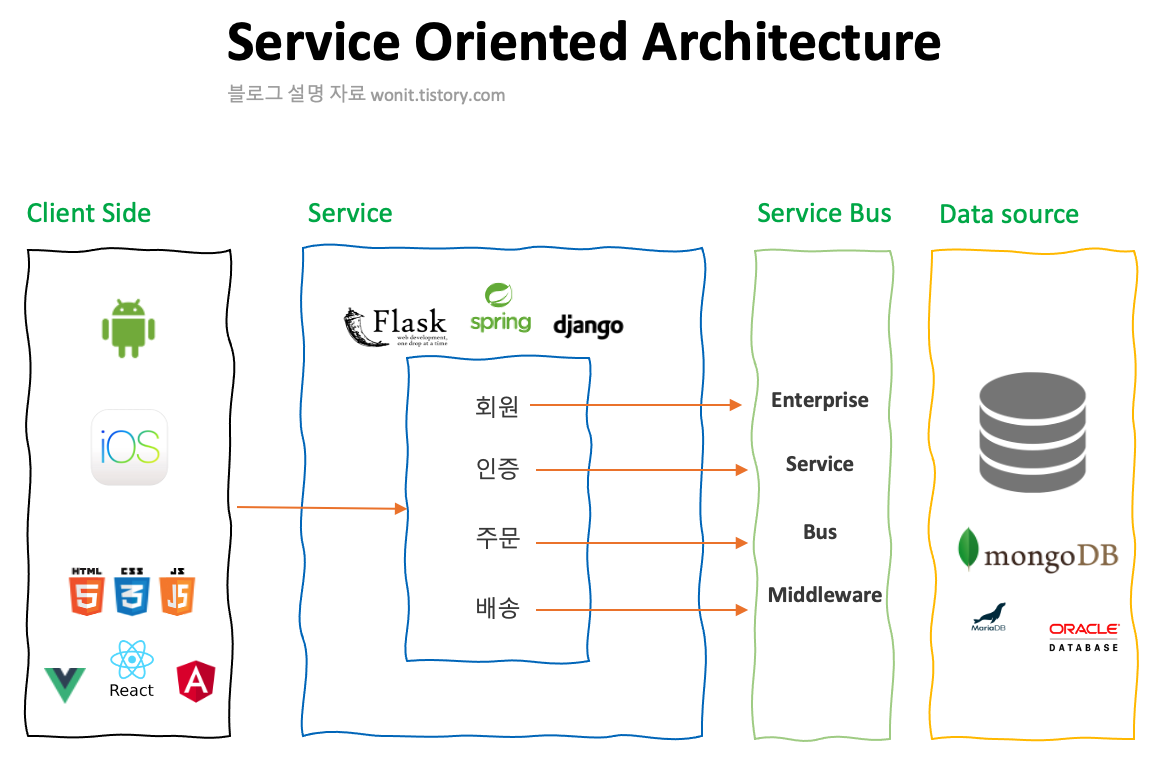 Service Oriented Architecture
블로그 설명 자료 wonit.tistory.com
Client Side
Service
Service Bus
Data source
iOS
HTML
CSS
JS
5
3
JS
React
A
Flask
web development,
one drop at a time
spring
django
회원
인증
주문
배송
Enterprise
Service
Bus
Middleware
mongoDB
MariaDB
ORACLE
DATABASE